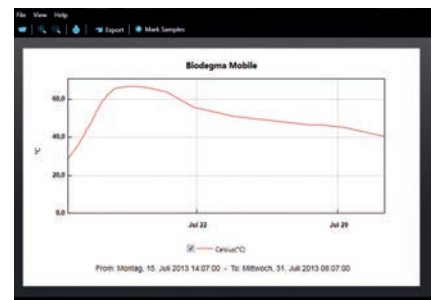 File View Help
Export Mark Samples
Biodegma Mobile
60,0
40,0
°C
20,0
0,0
Jul 22 Jul 29
Celsius(°C)
From: Montag, 15. Juli 2013 14:07:00 - To: Mittwoch, 31. Juli 2013 08:07:00